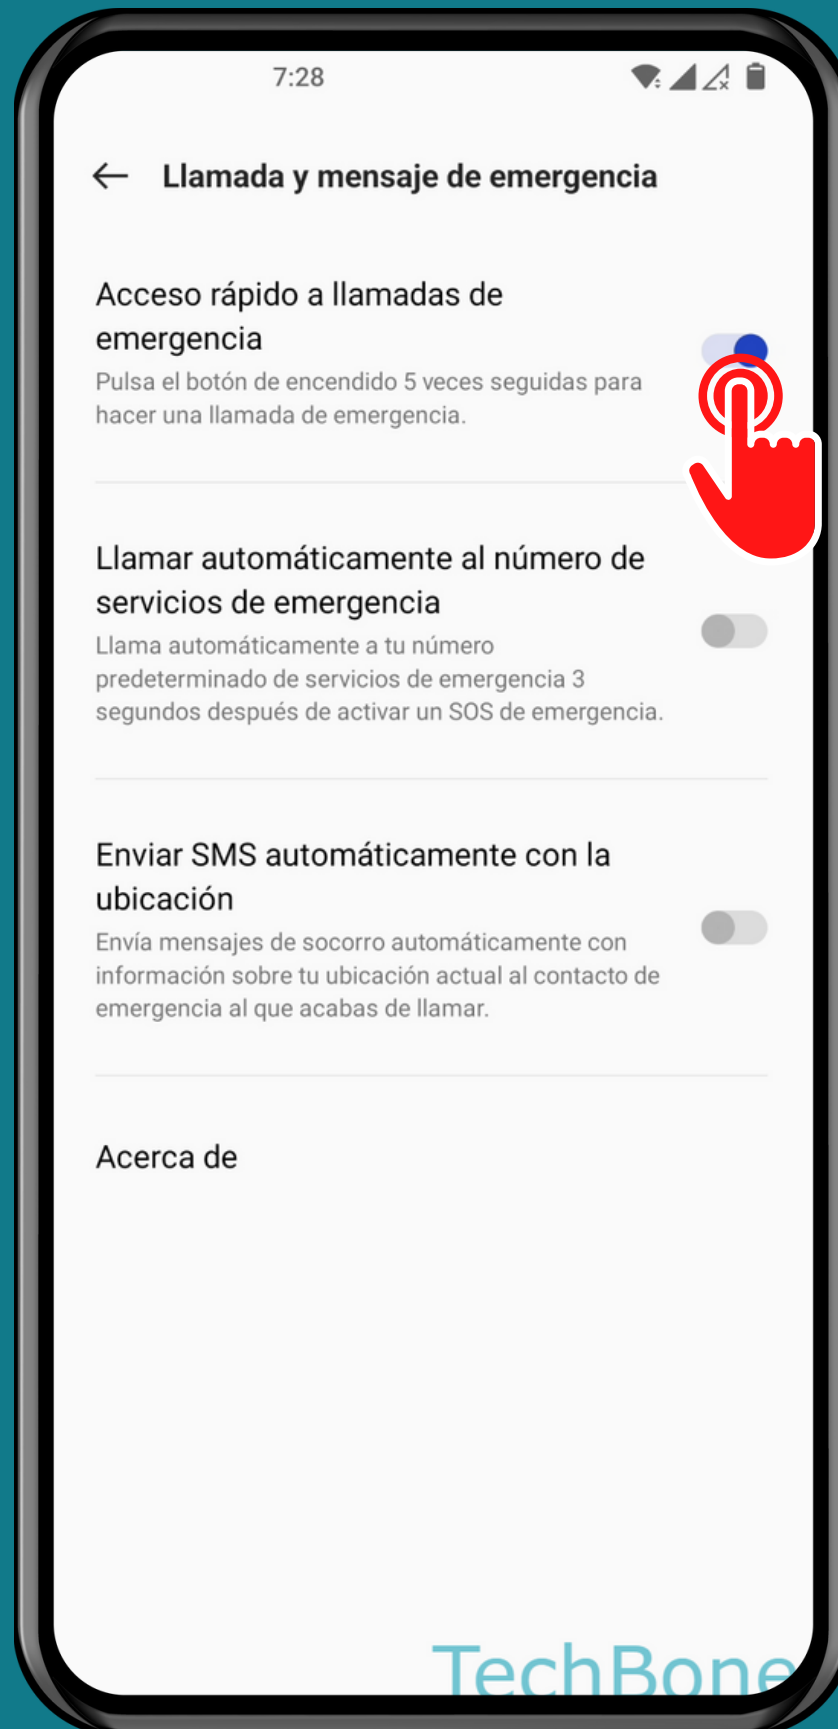 7:28
Llamada y mensaje de emergencia
Acceso rápido a llamadas de
emergencia
Pulsa el botón de encendido 5 veces seguidas para
hacer una llamada de emergencia.
Llamar automáticamente al número de
servicios de emergencia
Llama automáticamente a tu número
predeterminado de servicios de emergencia 3
segundos después de activar un SOS de emergencia.
Enviar SMS automáticamente con la
ubicación
Envía mensajes de socorro automáticamente con
información sobre tu ubicación actual al contacto de
emergencia al que acabas de llamar.
Acerca de
TechBone